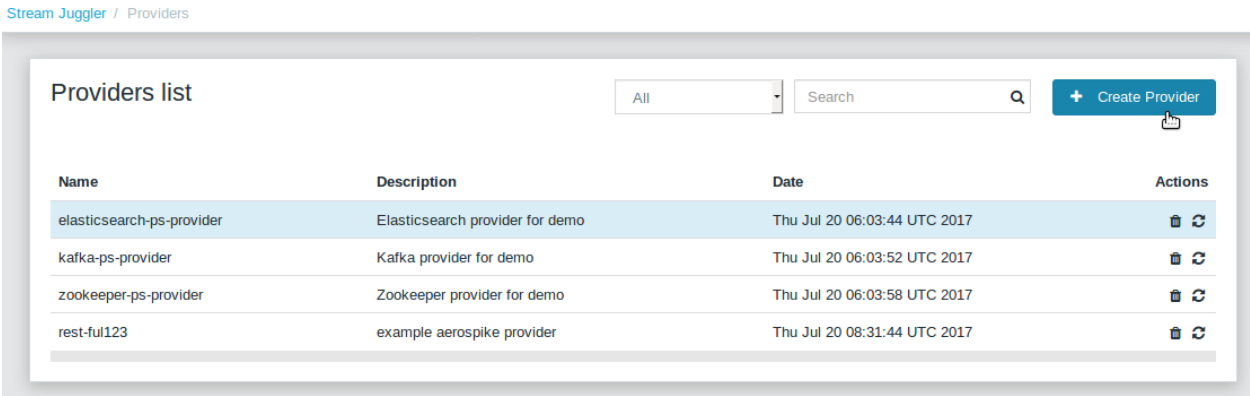 Stream Juggler / Providers
Providers list
All
Search
+ Create Provider
Name Description Date Actions
elasticsearch-ps-provider Elasticsearch provider for demo Thu Jul 20 06:03:44 UTC 2017
kafka-ps-provider Kafka provider for demo Thu Jul 20 06:03:52 UTC 2017
zookeeper-ps-provider Zookeeper provider for demo Thu Jul 20 06:03:58 UTC 2017
rest-ful123 example aerospike provider Thu Jul 20 08:31:44 UTC 2017